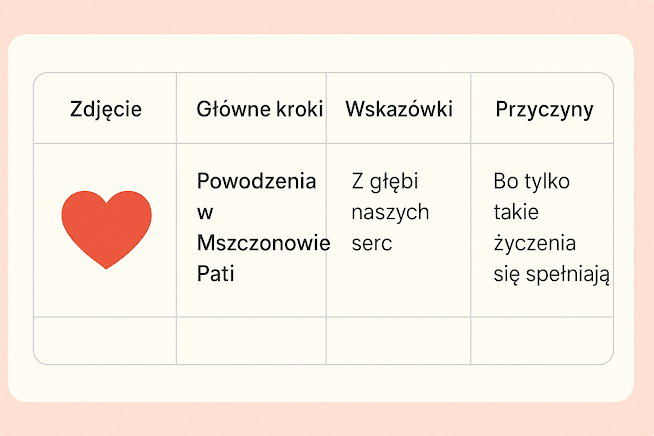 Zdjęcie
Główne kroki
Wskazówki
Przyczyny
Powodzenia
w
Mszczonowie
Pati
Z głębi
naszych
serc
Bo tylko
takie
życzenia
się spełniają